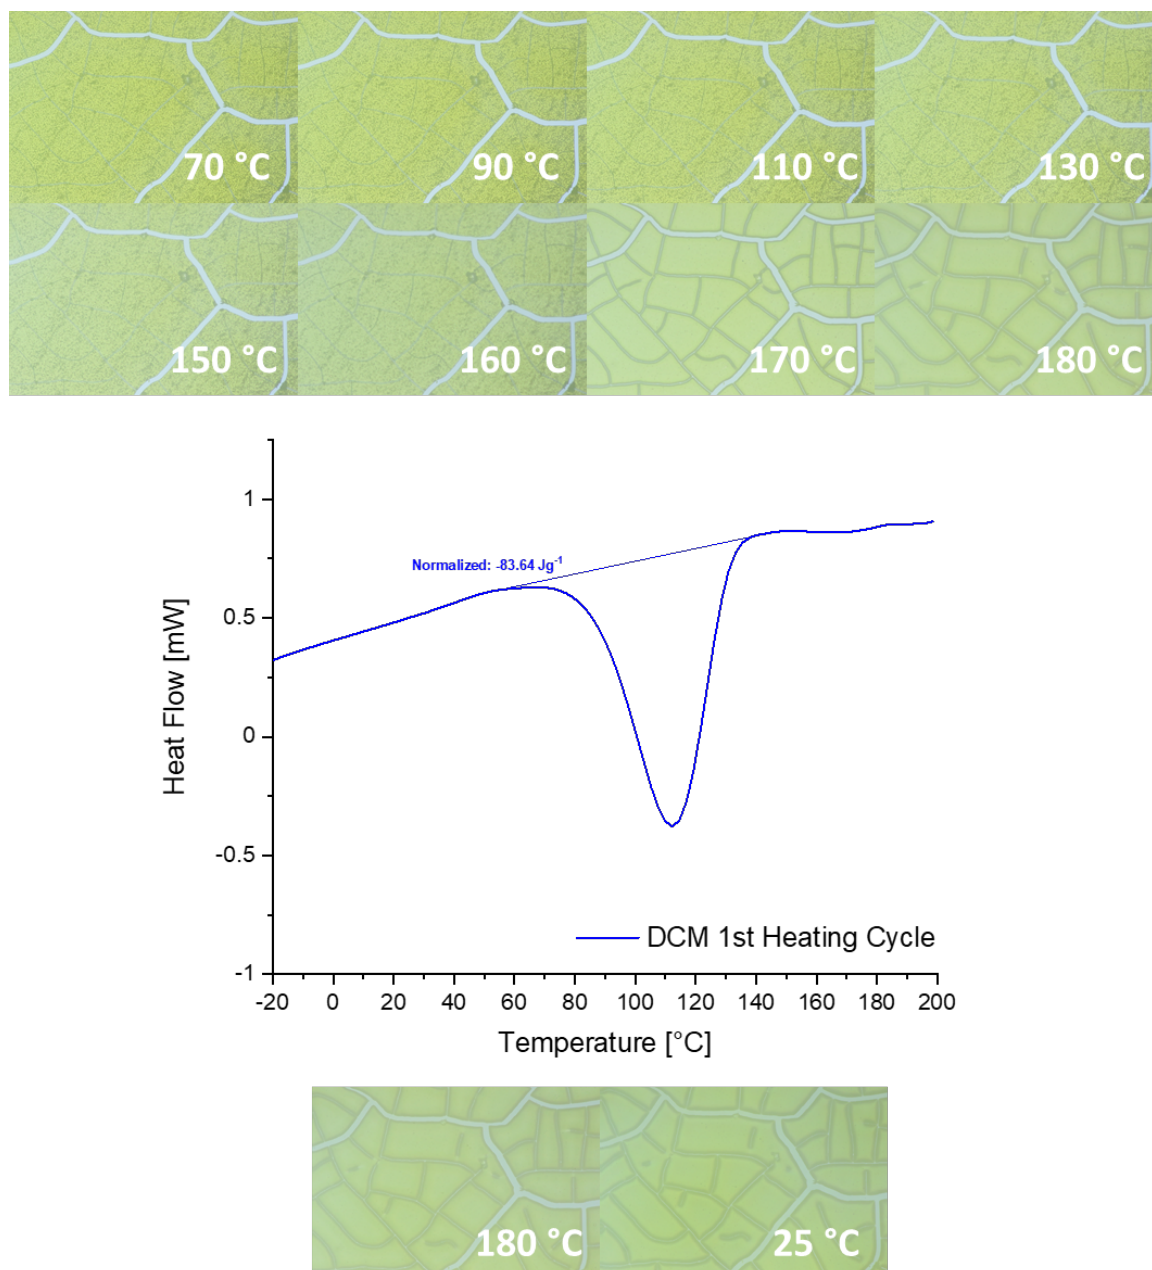 70 °C
90 °C
110 °C
130 °C
150 °C
160 °C
170 °C
180 °C
1
Normalized: -83.64 Jg⁻¹
0.5
Heat Flow [mW]
0
-0.5
DCM 1st Heating Cycle
-1
-20 0 20 40 60 80 100 120 140 160 180 200
Temperature [°C]
180 °C
25 °C